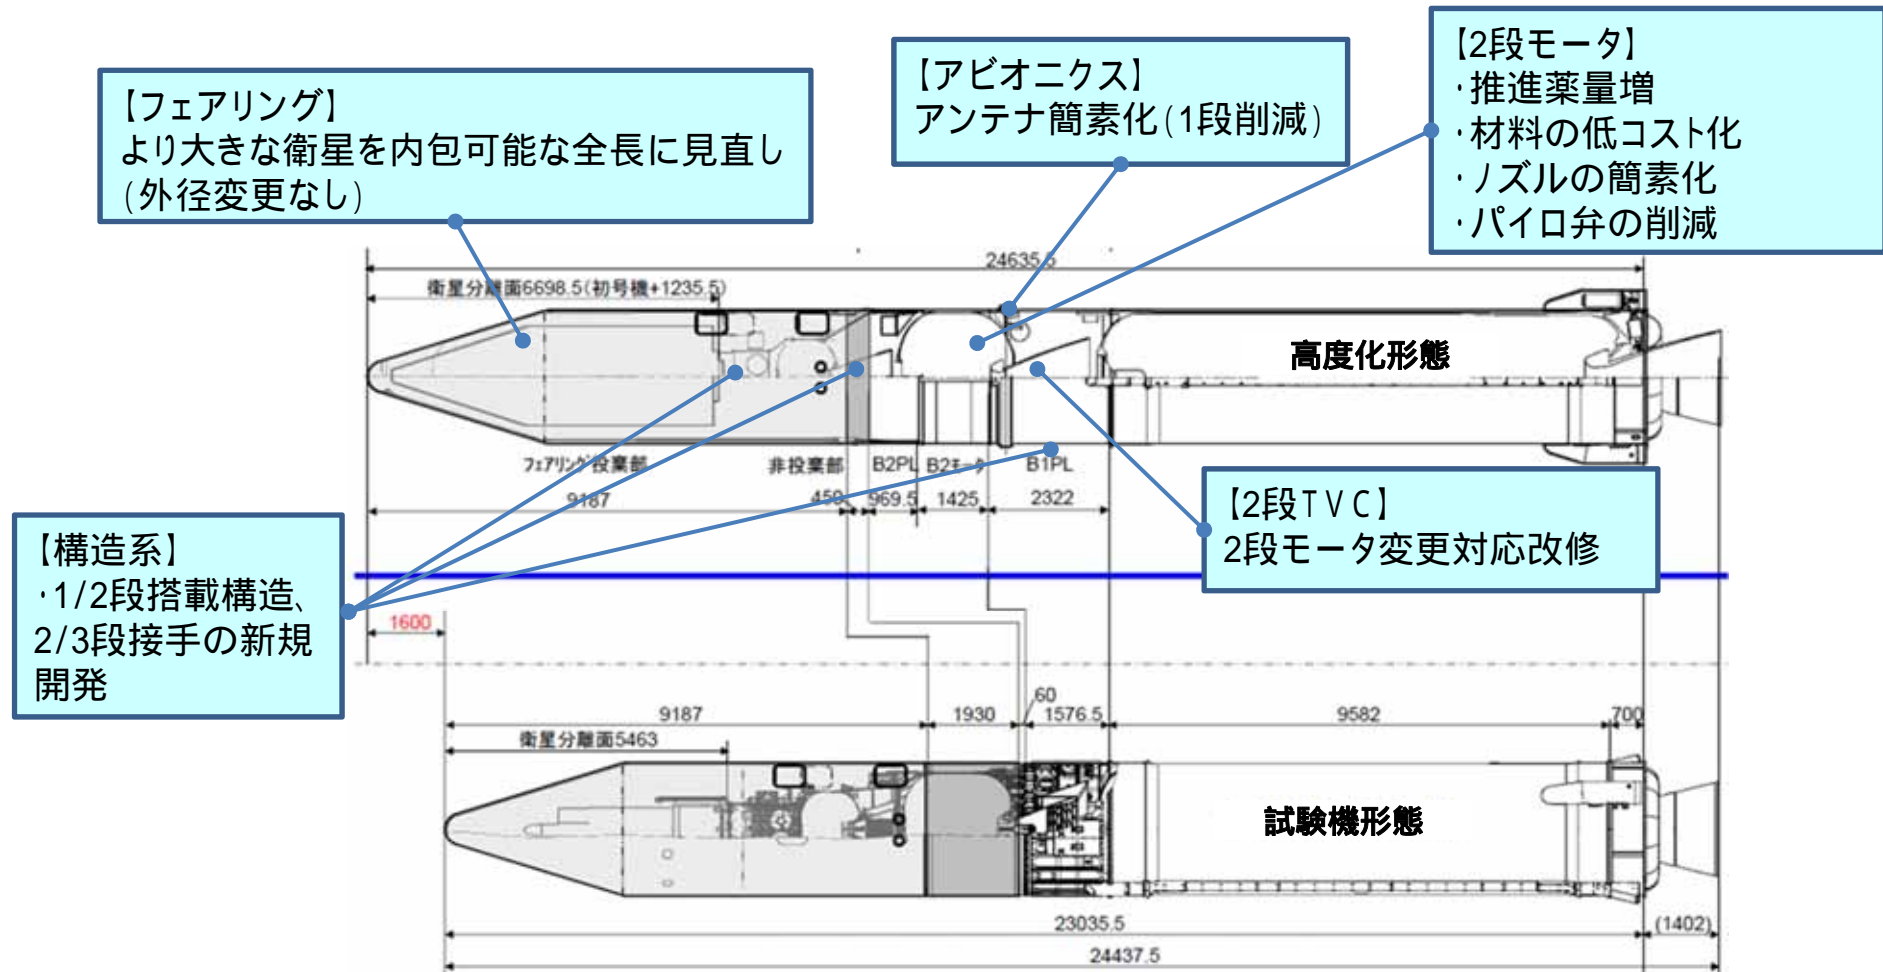 【フェアリング】
より大きな衛星を内包可能な全長に見直し
(外径変更なし)
【アビオニクス】
アンテナ簡素化(1段削減)
【2段モータ】
・推進薬量増
・材料の低コスト化
・ノズルの簡素化
・パイロ弁の削減
24635.5
衛星分離面6698.5(初号機+1235.5)
高度化形態
フェアリング投棄部
非投棄部
B2PL
B2モータ
B1PL
9187
450
969.5
1425
2322
【2段TVC】
2段モータ変更対応改修
【構造系】
・1/2段搭載構造、
2/3段接手の新規
開発
1600
60
9187
1930
1576.5
9582
700
衛星分離面5463
試験機形態
23035.5
(1402)
24437.5